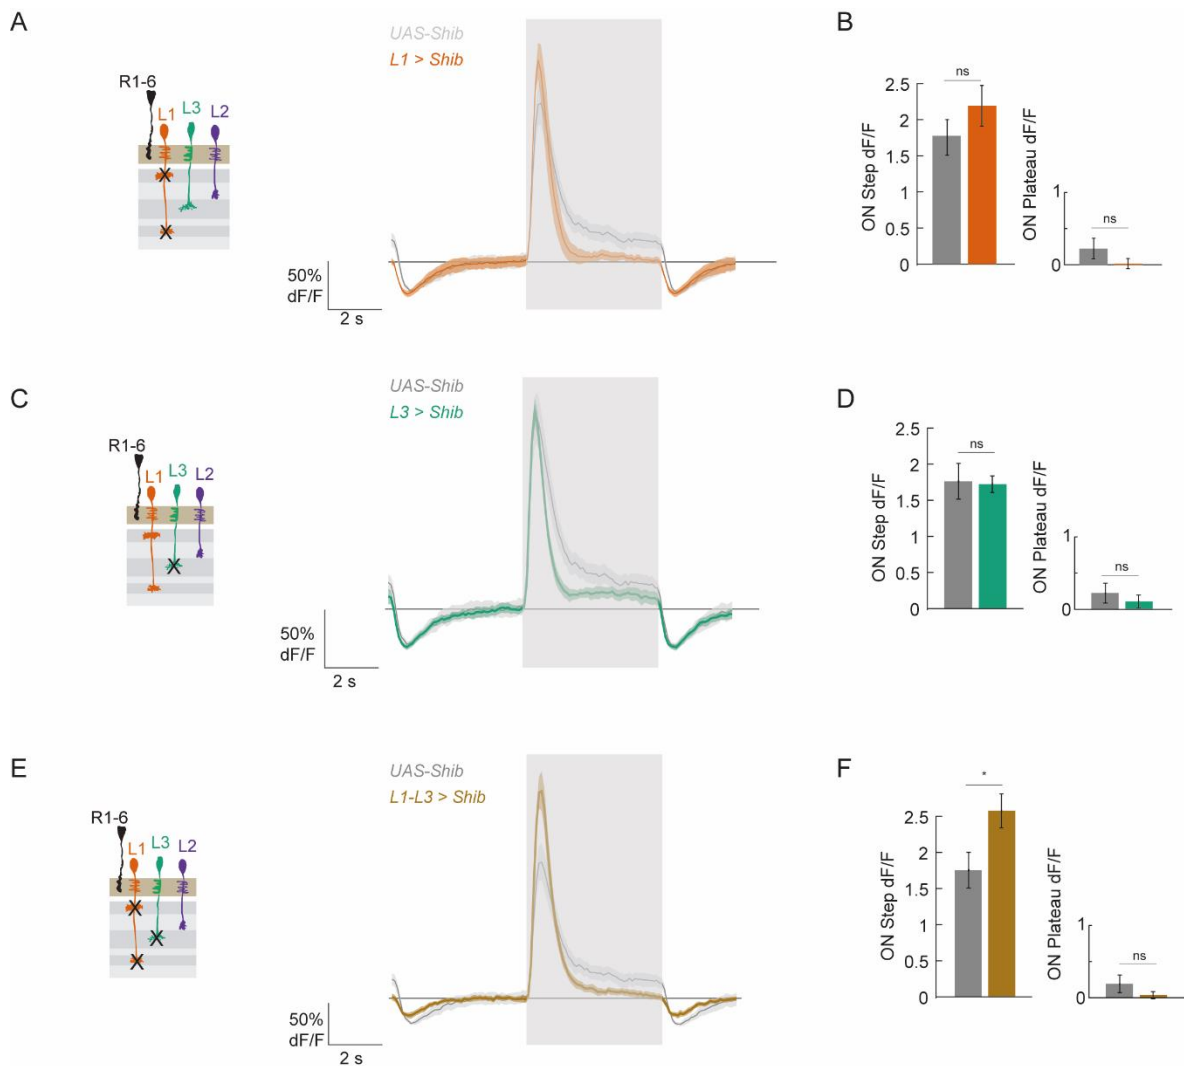 A
UAS-Shib
L1 > Shib
R1-6
L1
L3
L2
50%
dF/F
2 s
B
ns
2.5
2
1.5
1
0.5
0
ON Step dF/F
ns
1
0
ON Plateau dF/F
C
UAS-Shib
L3 > Shib
R1-6
L1
L3
L2
50%
dF/F
2 s
D
ns
2.5
2
1.5
1
0.5
0
ON Step dF/F
ns
1
0
ON Plateau dF/F
E
UAS-Shib
L1-L3 > Shib
R1-6
L1
L3
L2
50%
dF/F
2 s
F
*
2.5
2
1.5
1
0.5
0
ON Step dF/F
ns
1
0
ON Plateau dF/F